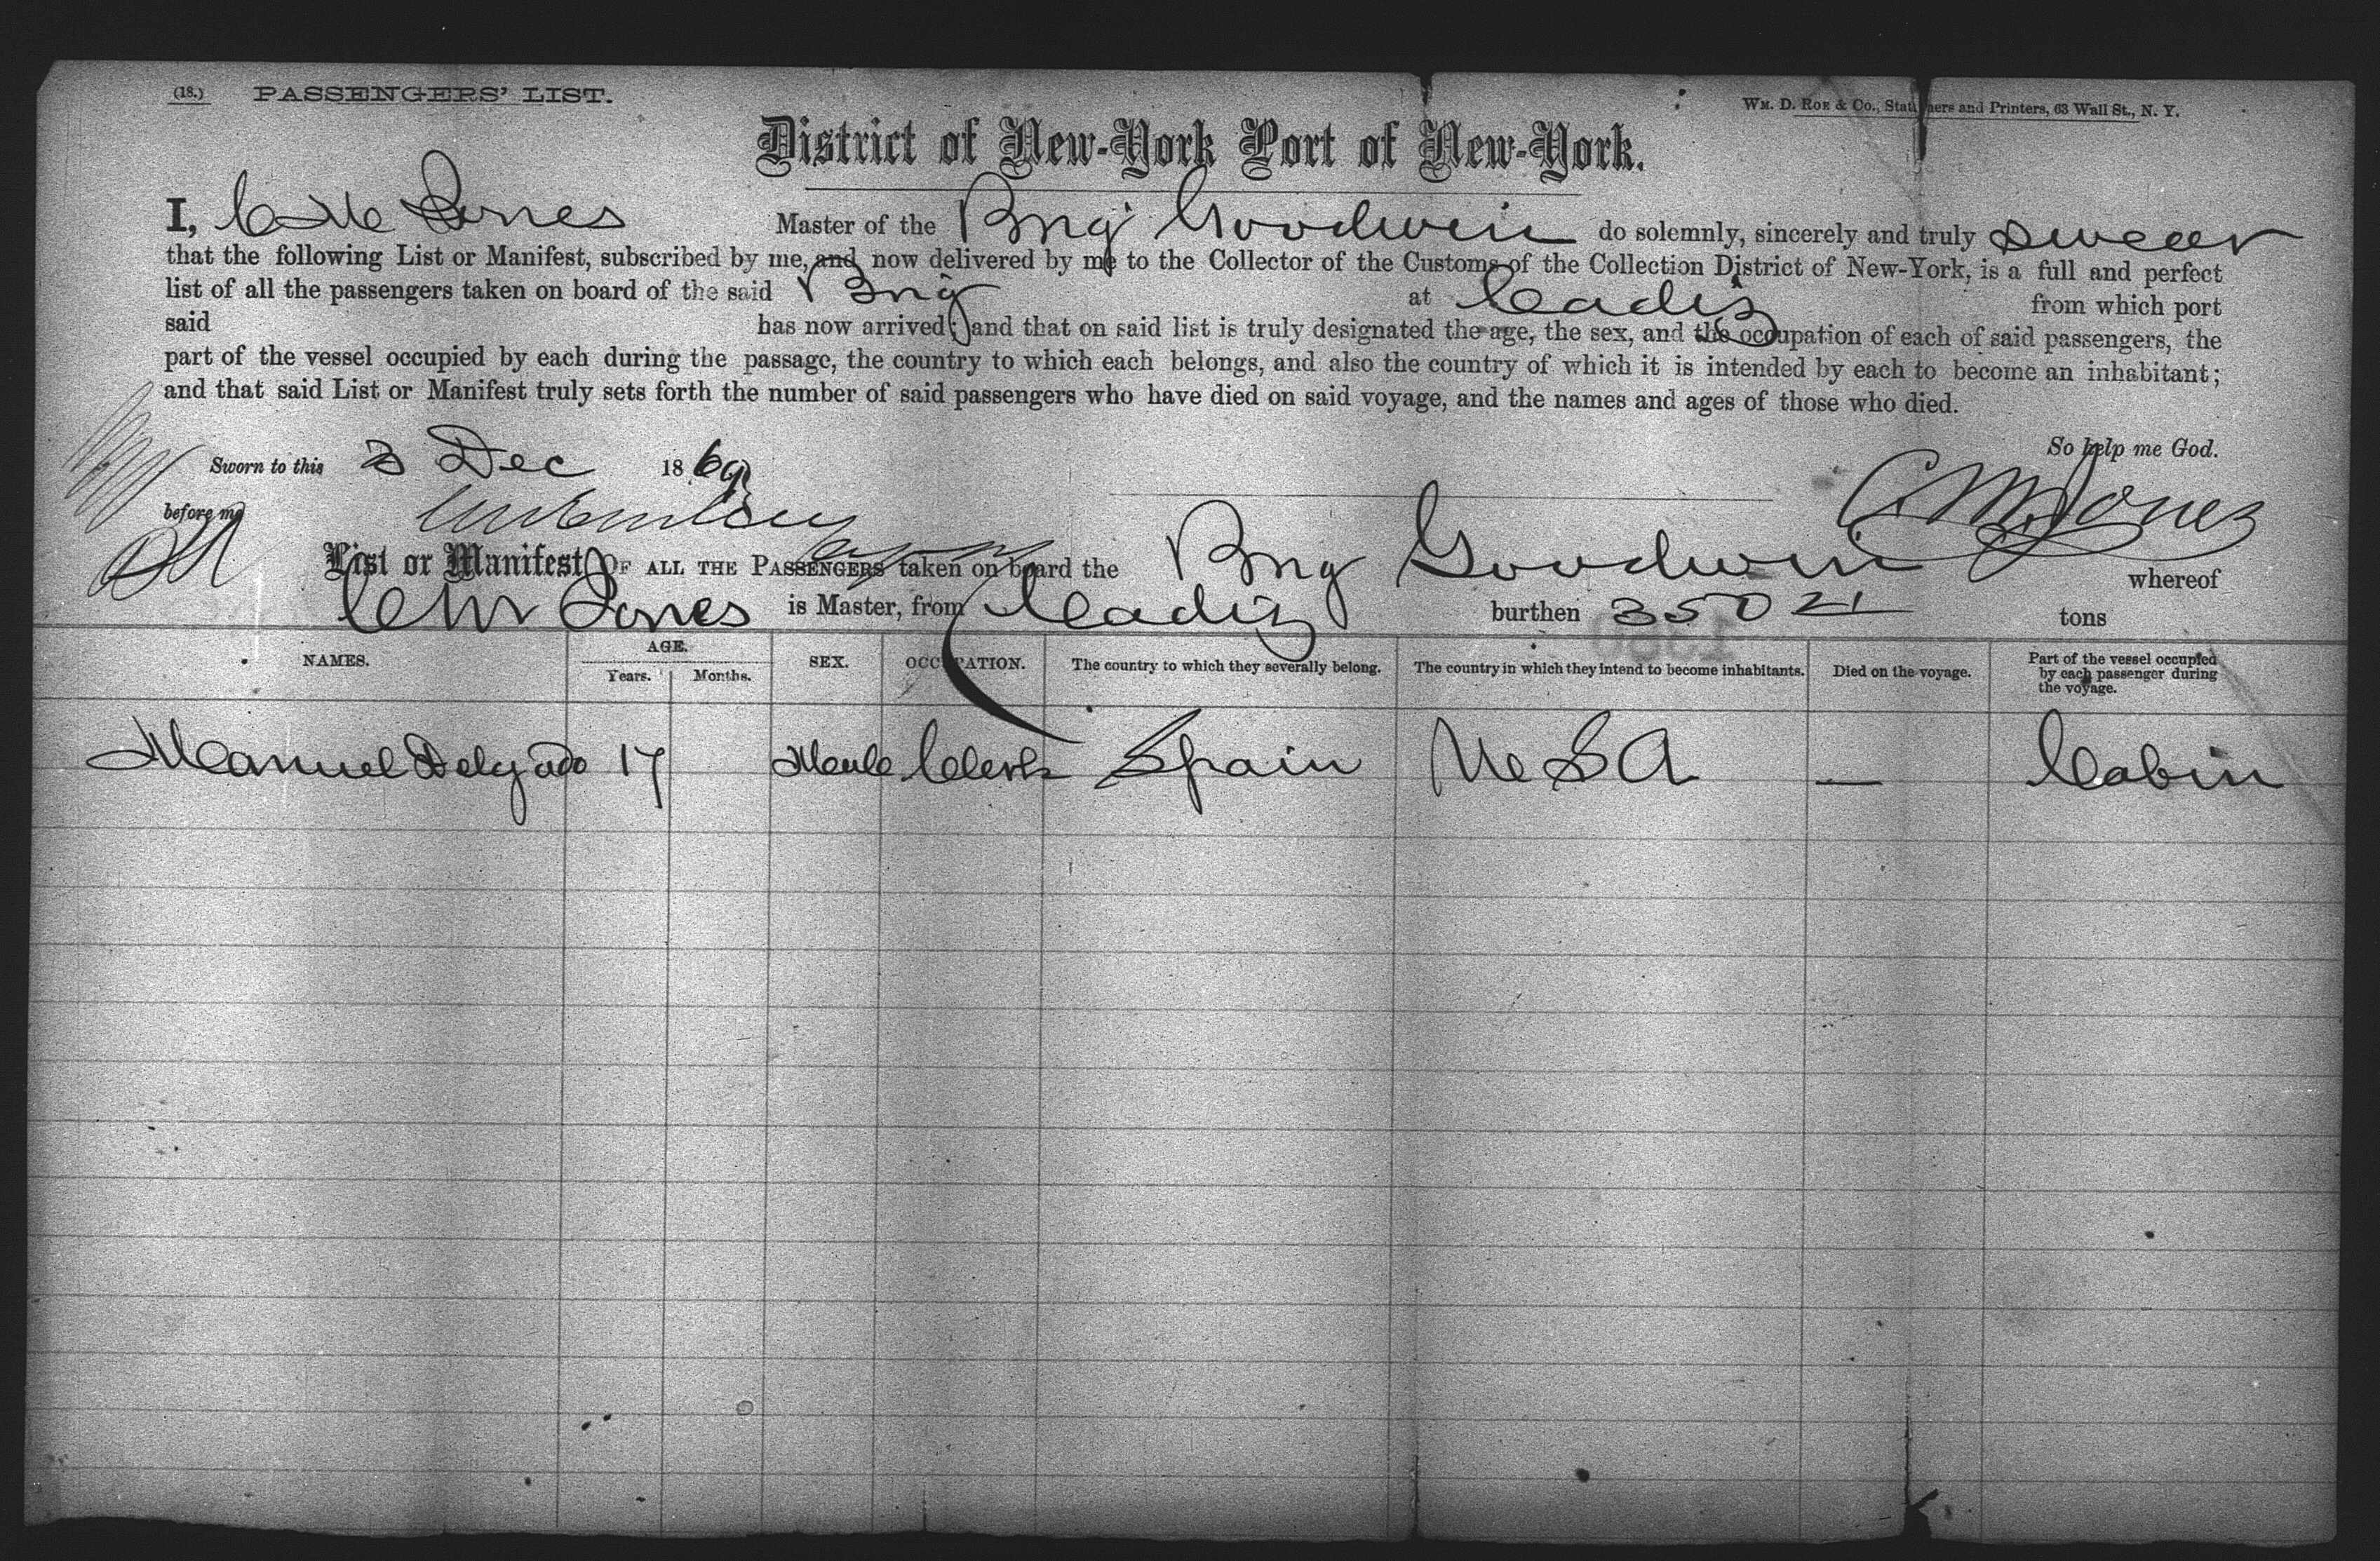 (18.) PASSENGERS' LIST.
WM. D. ROE & CO., Stationers and Printers, 63 Wall St., N. Y.
District of New-York Port of New-York.
I, C M Jones Master of the Brig Goodwin do solemnly, sincerely and truly swear
that the following List or Manifest, subscribed by me, and now delivered by me to the Collector of the Customs of the Collection District of New-York, is a full and perfect
list of all the passengers taken on board of the said Brig at Cadiz from which port
said has now arrived; and that on said list is truly designated the age, the sex, and the occupation of each of said passengers, the
part of the vessel occupied by each during the passage, the country to which each belongs, and also the country of which it is intended by each to become an inhabitant;
and that said List or Manifest truly sets forth the number of said passengers who have died on said voyage, and the names and ages of those who died.
So help me God.
Sworn to this 3 Dec 1869
C. M. Jones
before me
List or Manifest OF ALL THE PASSENGERS taken on board the Brig Goodwin whereof
C M Jones is Master, from Cadiz burthen 350 21 tons
NAMES. AGE. Years. Months. SEX. OCCUPATION. The country to which they severally belong. The country in which they intend to become inhabitants. Died on the voyage. Part of the vessel occupied by each passenger during the voyage.
Manuel Delgado 17 Male Clerk Spain U S A — Cabin